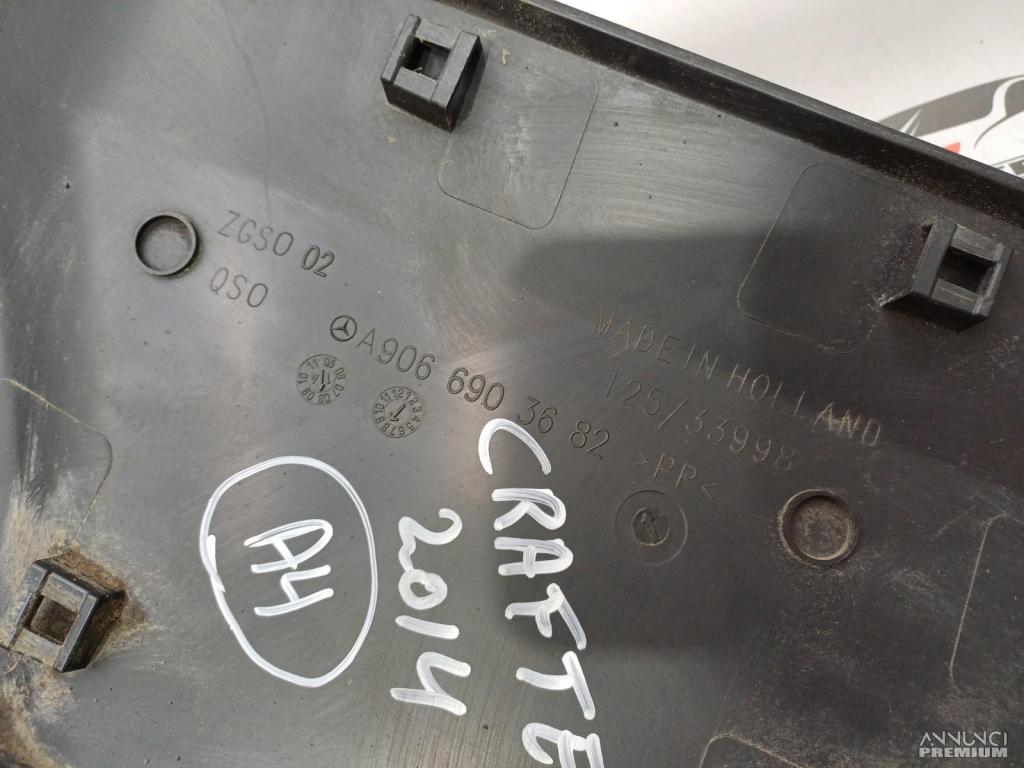 ZGSO 02
QSO
A906 690 36 82
MADE IN HOLLAND
125/33998
>PP<
CRAFTE
2014
A4
ANNUNCI
PREMIUM